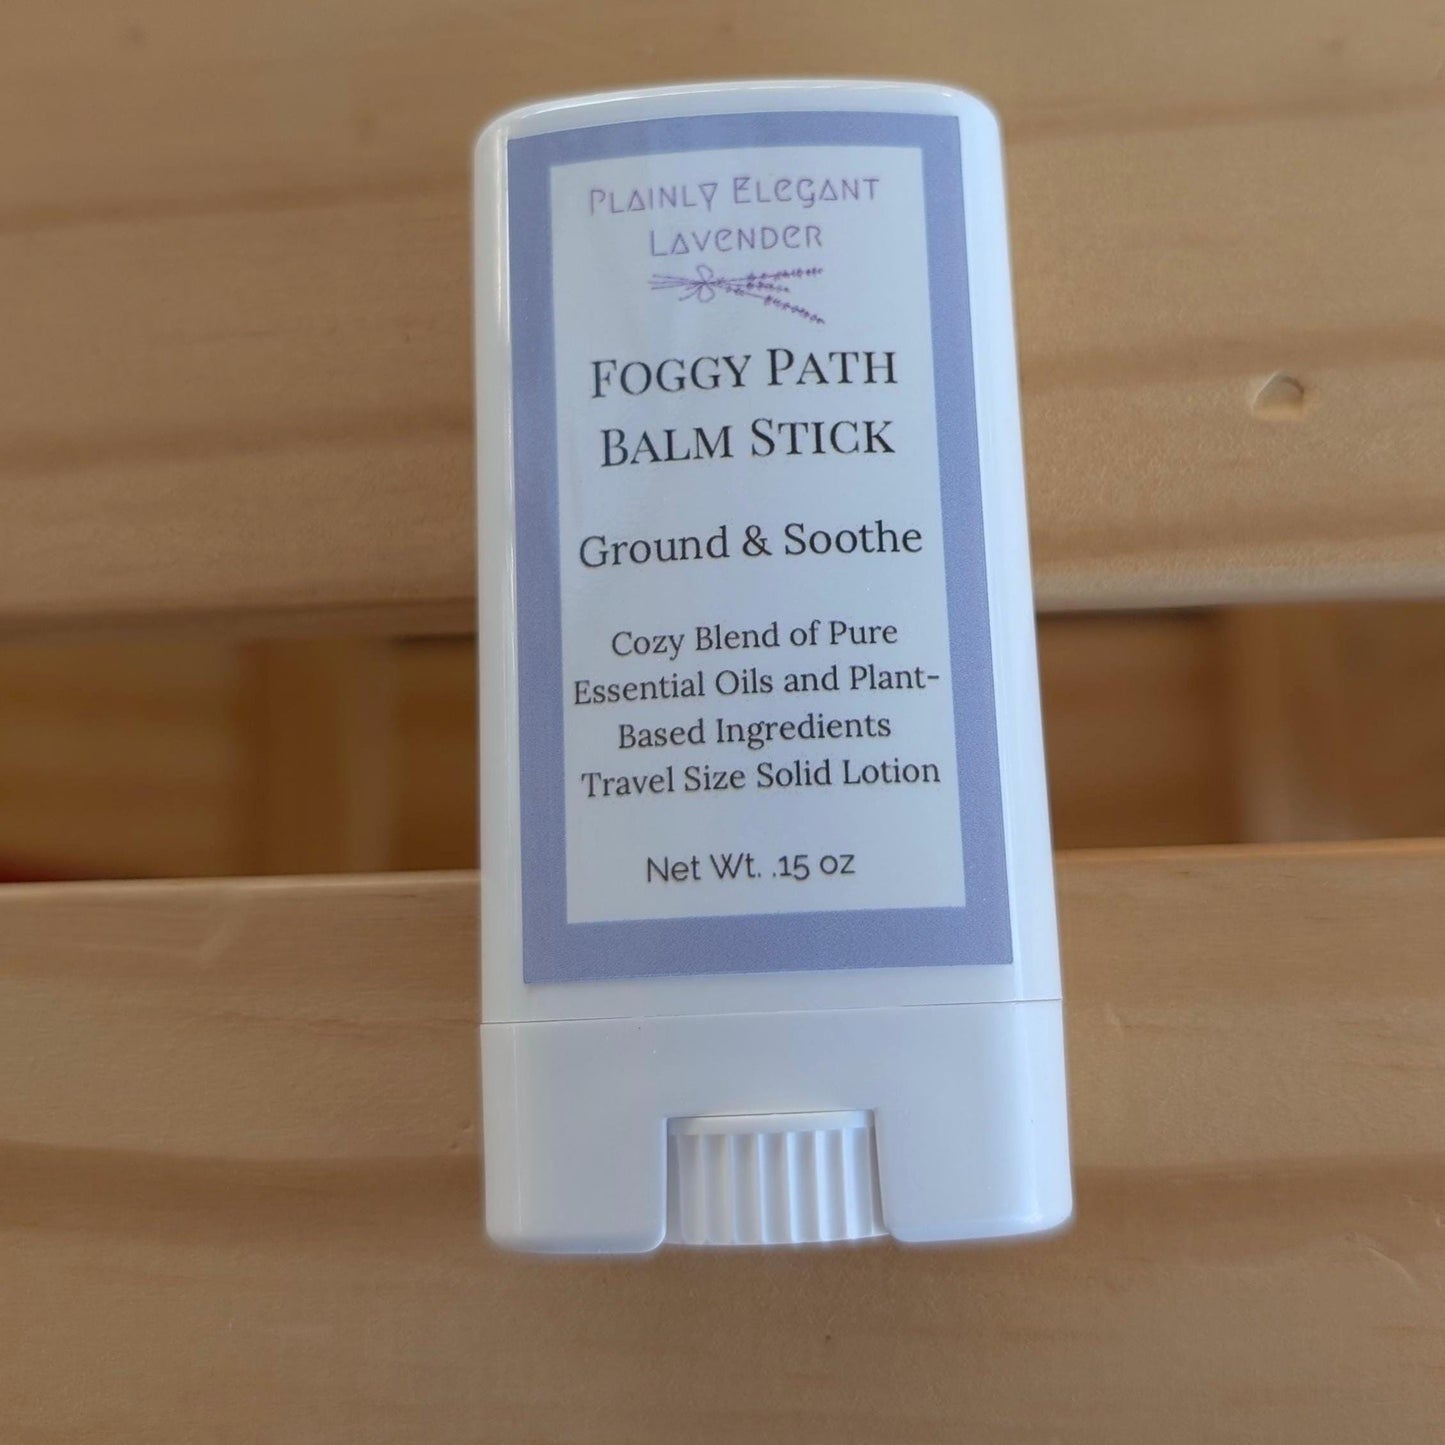 Plainly Elegant
Lavender
Foggy Path
Balm Stick
Ground & Soothe
Cozy Blend of Pure
Essential Oils and Plant-
Based Ingredients
Travel Size Solid Lotion
Net Wt. .15 oz